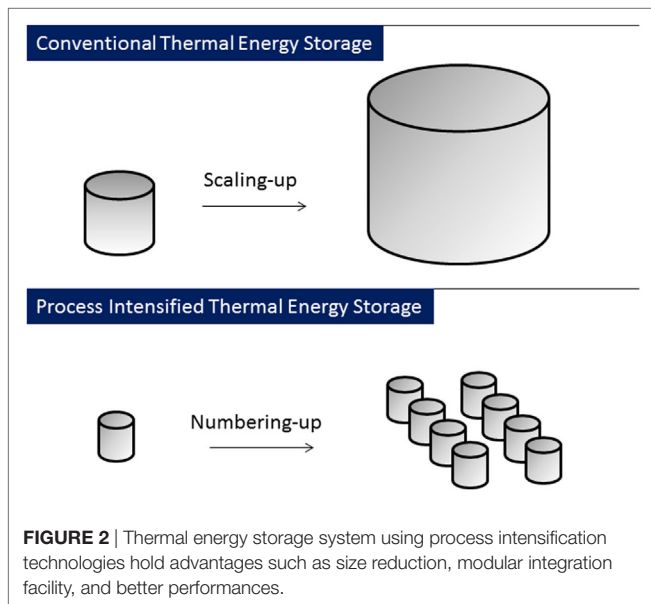 Conventional Thermal Energy Storage
Scaling-up
Process Intensified Thermal Energy Storage
Numbering-up
FIGURE 2 | Thermal energy storage system using process intensification
technologies hold advantages such as size reduction, modular integration
facility, and better performances.